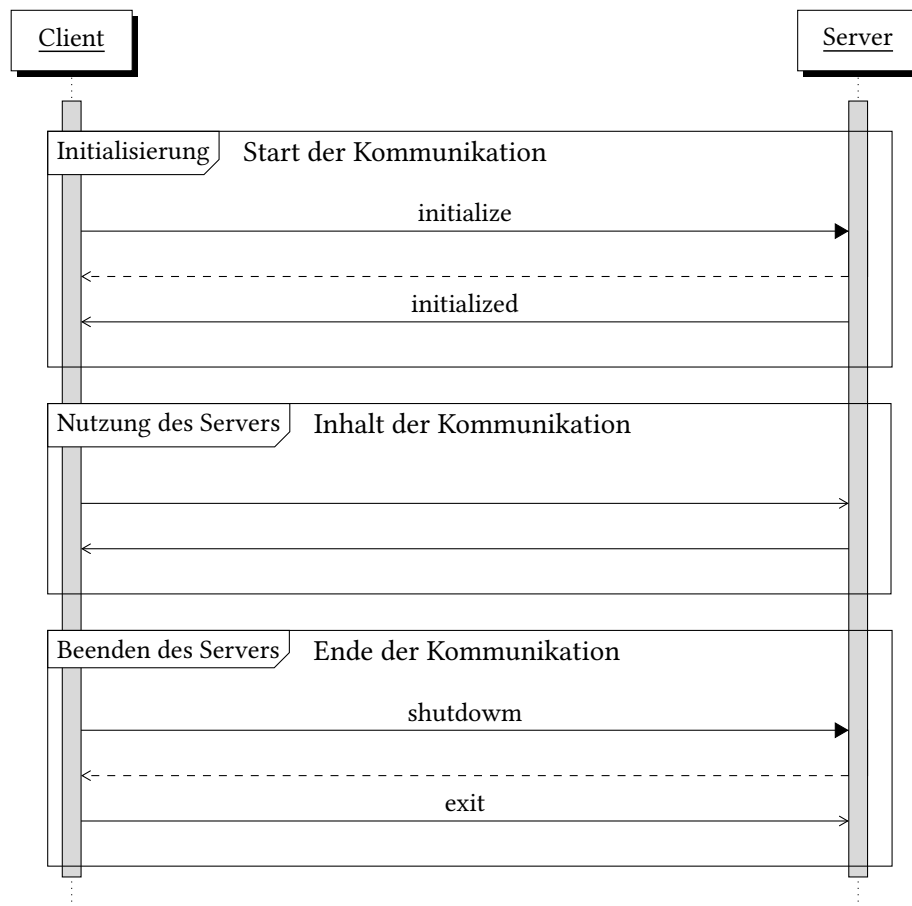 Client
Server
Initialisierung
Start der Kommunikation
initialize
initialized
Nutzung des Servers
Inhalt der Kommunikation
Beenden des Servers
Ende der Kommunikation
shutdowm
exit